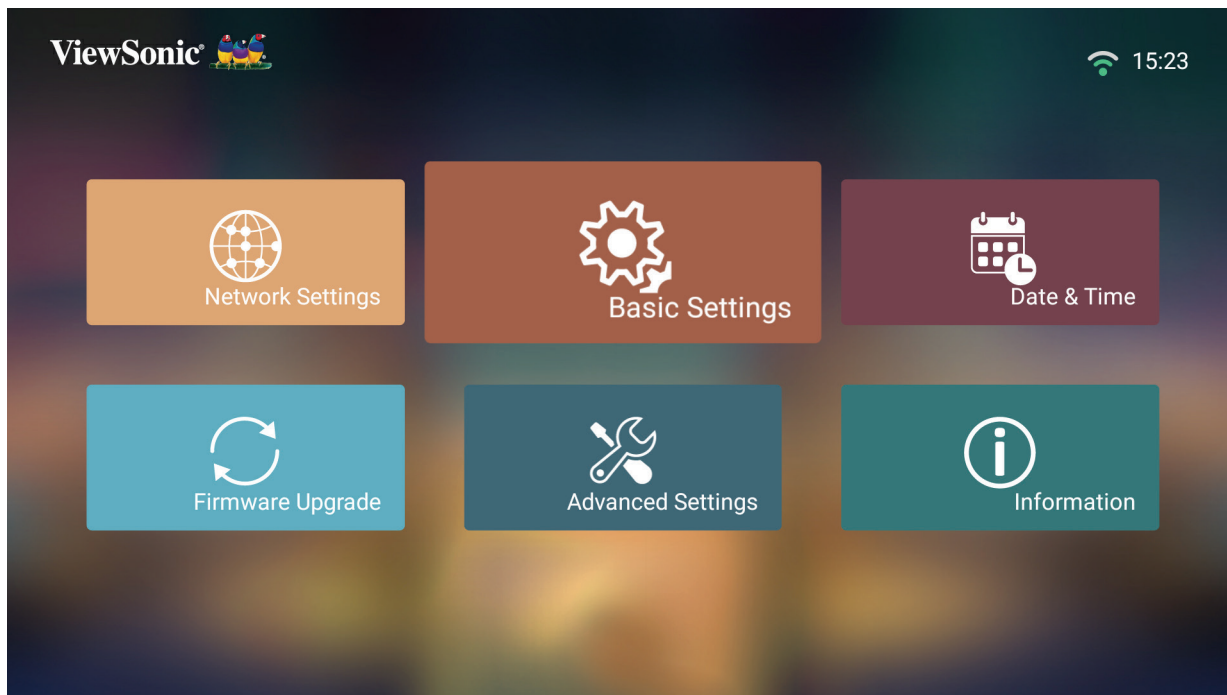 ViewSonic®
15:23
Network Settings
Basic Settings
Date & Time
Firmware Upgrade
Advanced Settings
Information